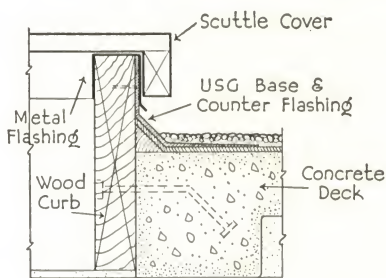 Scuttle Cover
USG Base &
Counter Flashing
Metal
Flashing
Wood
Curb
Concrete
Deck